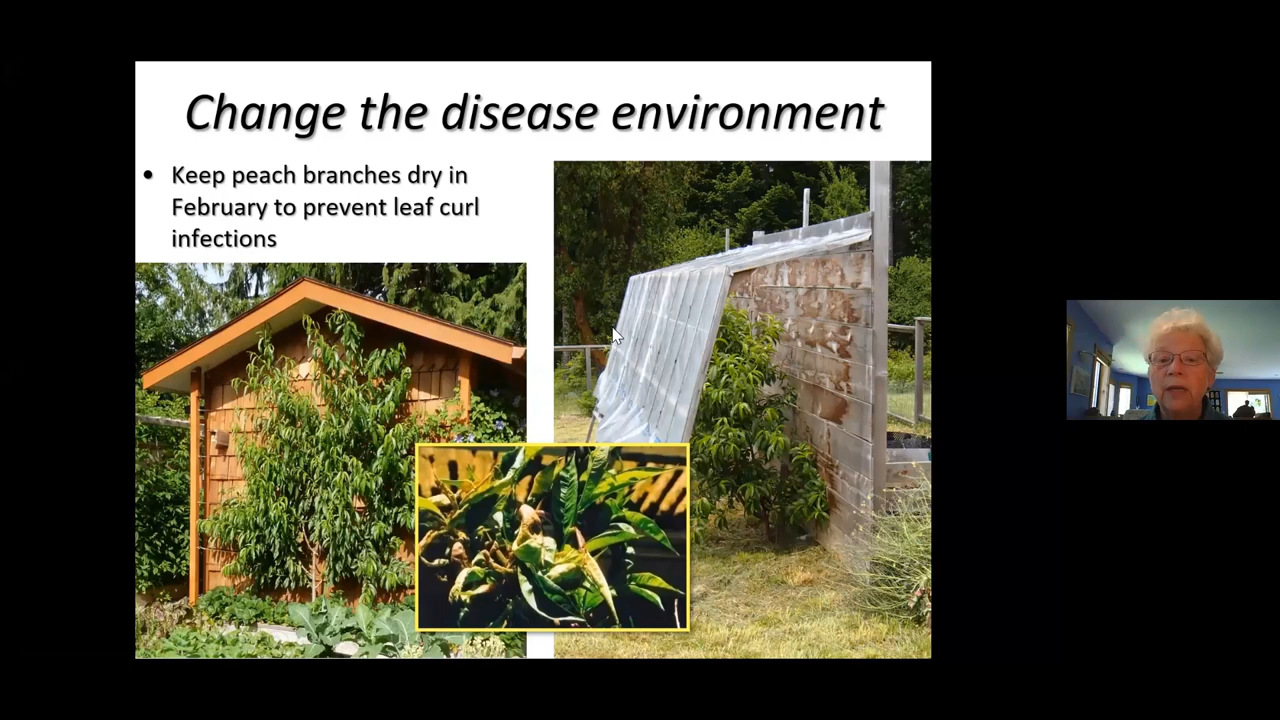 Change the disease environment
• Keep peach branches dry in
February to prevent leaf curl
infections